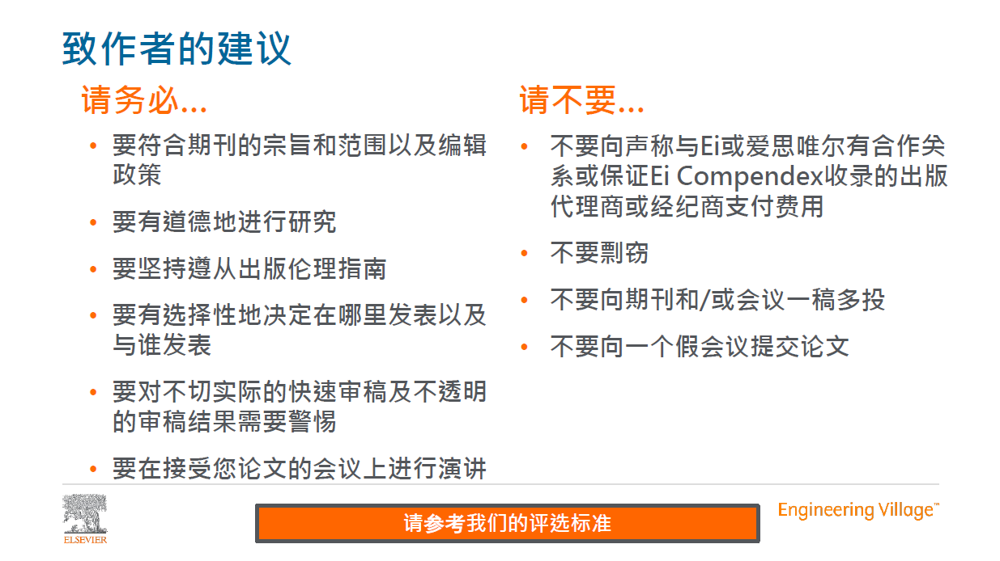 致作者的建议
请务必...
• 要符合期刊的宗旨和范围以及编辑
政策
• 要有道德地进行研究
• 要坚持遵从出版伦理指南
• 要有选择性地决定在哪里发表以及
与谁发表
• 要对不切实际的快速审稿及不透明
的审稿结果需要警惕
• 要在接受您论文的会议上进行演讲
请不要...
• 不要向声称与Ei或爱思唯尔有合作关
系或保证Ei Compendex收录的出版
代理商或经纪商支付费用
• 不要剽窃
• 不要向期刊和/或会议一稿多投
• 不要向一个假会议提交论文
ELSEVIER
请参考我们的评选标准
Engineering Village™